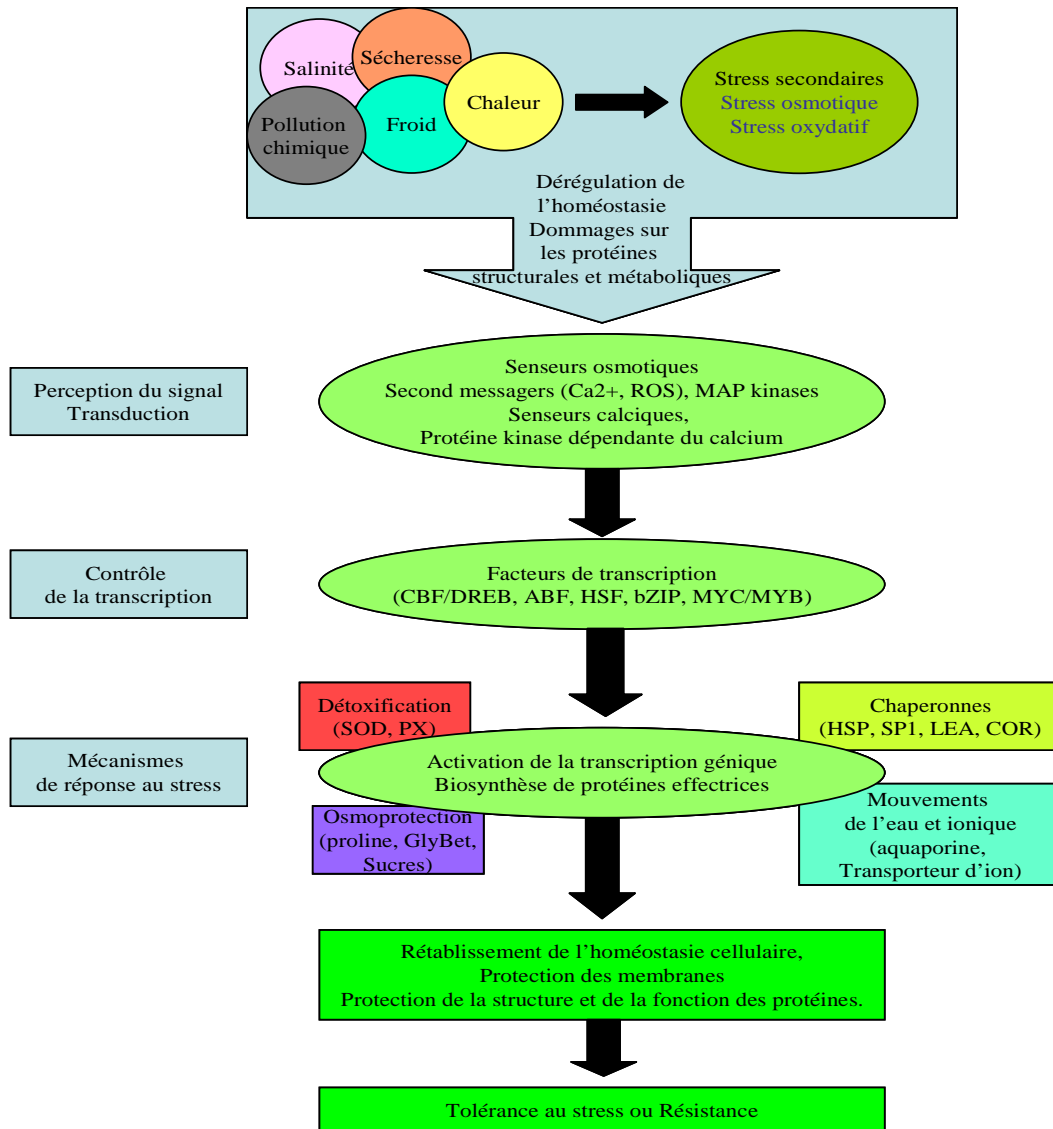 Salinité
Sécheresse
Chaleur
Pollution
chimique
Froid
Stress secondaires
Stress osmotique
Stress oxydatif
Dérégulation de
l'homéostasie
Dommages sur
les protéines
structurales et métaboliques
Perception du signal
Transduction
Senseurs osmotiques
Second messagers (Ca2+, ROS), MAP kinases
Senseurs calciques,
Protéine kinase dépendante du calcium
Contrôle
de la transcription
Facteurs de transcription
(CBF/DREB, ABF, HSF, bZIP, MYC/MYB)
Détoxification
(SOD, PX)
Chaperonnes
(HSP, SP1, LEA, COR)
Mécanismes
de réponse au stress
Activation de la transcription génique
Biosynthèse de protéines effectrices
Osmoprotection
(proline, GlyBet,
Sucres)
Mouvements
de l'eau et ionique
(aquaporine,
Transporteur d'ion)
Rétablissement de l'homéostasie cellulaire,
Protection des membranes
Protection de la structure et de la fonction des protéines.
Tolérance au stress ou Résistance